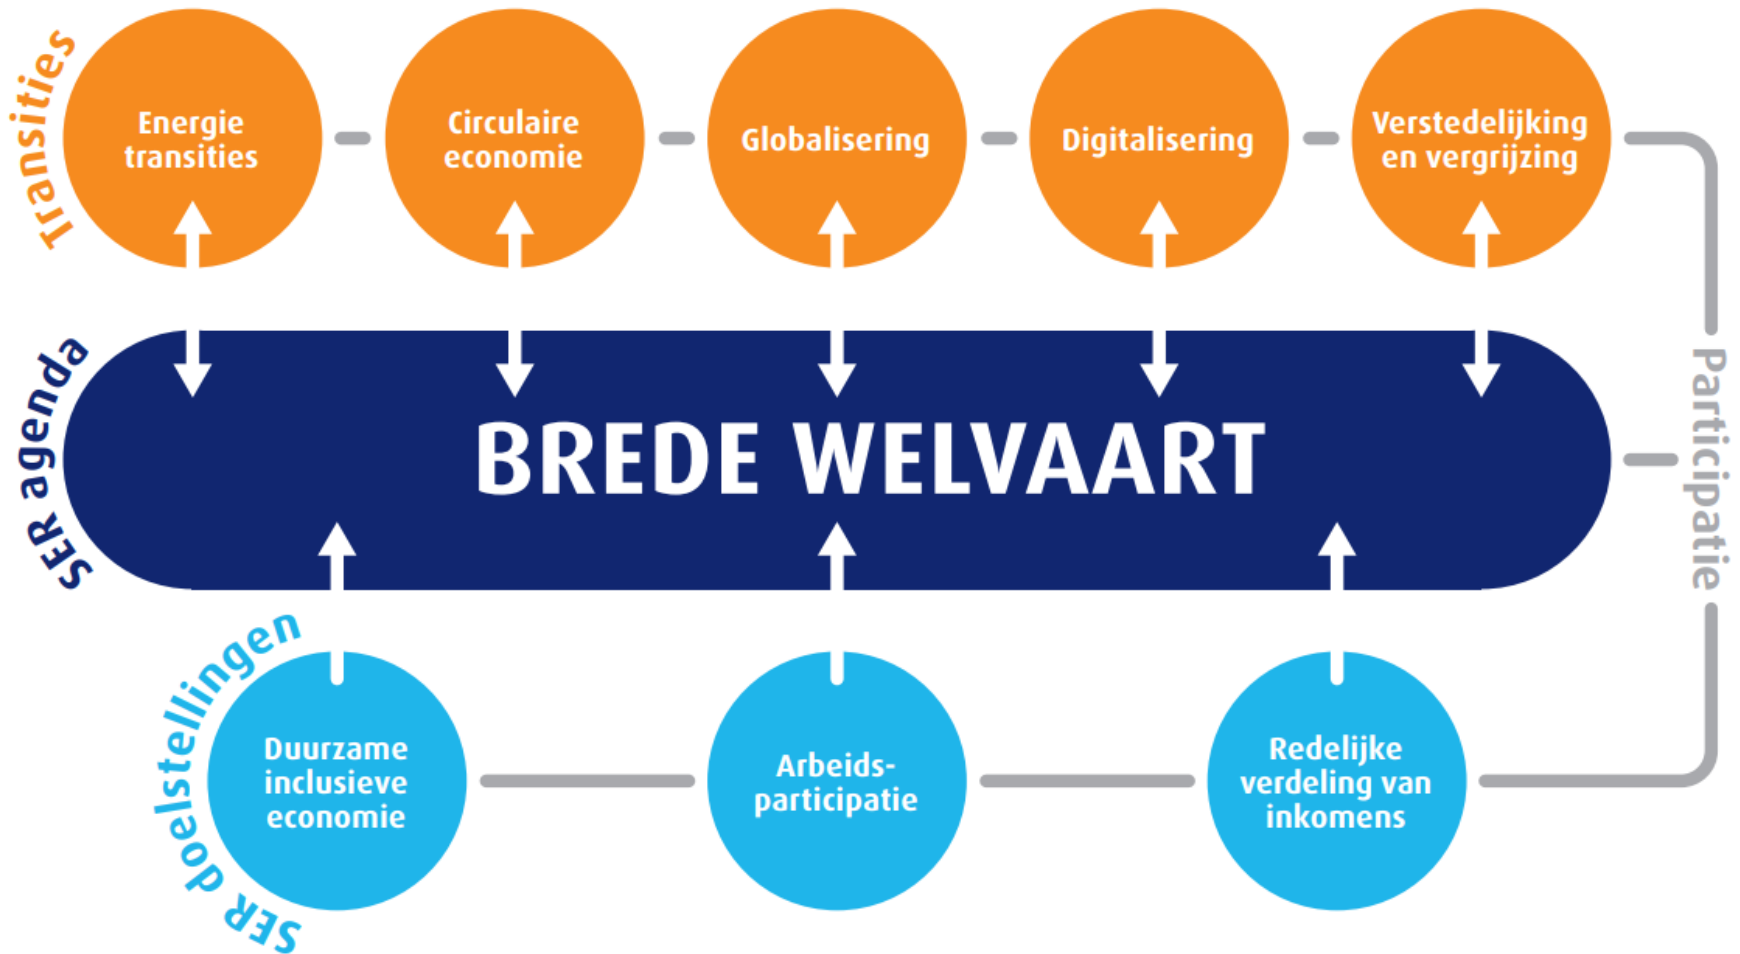 Transities
Energie
transities
Circulaire
economie
Globalisering
Digitalisering
Verstedelijking
en vergrijzing
SER agenda
BREDE WELVAART
Participatie
SER doelstellingen
Duurzame
inclusieve
economie
Arbeids-
participatie
Redelijke
verdeling van
inkomens